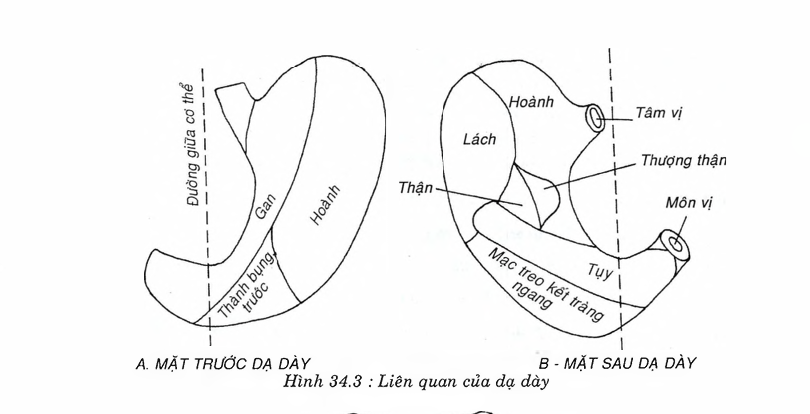 Đường giữa cơ thể
Gan
Hoành
Thành bụng
trước
Hoành
Lách
Thận
Tâm vị
Thượng thận
Môn vị
Tụy
Mạc treo kết tràng
ngang
A. MẶT TRƯỚC DẠ DÀY
B - MẶT SAU DẠ DÀY
Hình 34.3 : Liên quan của dạ dày